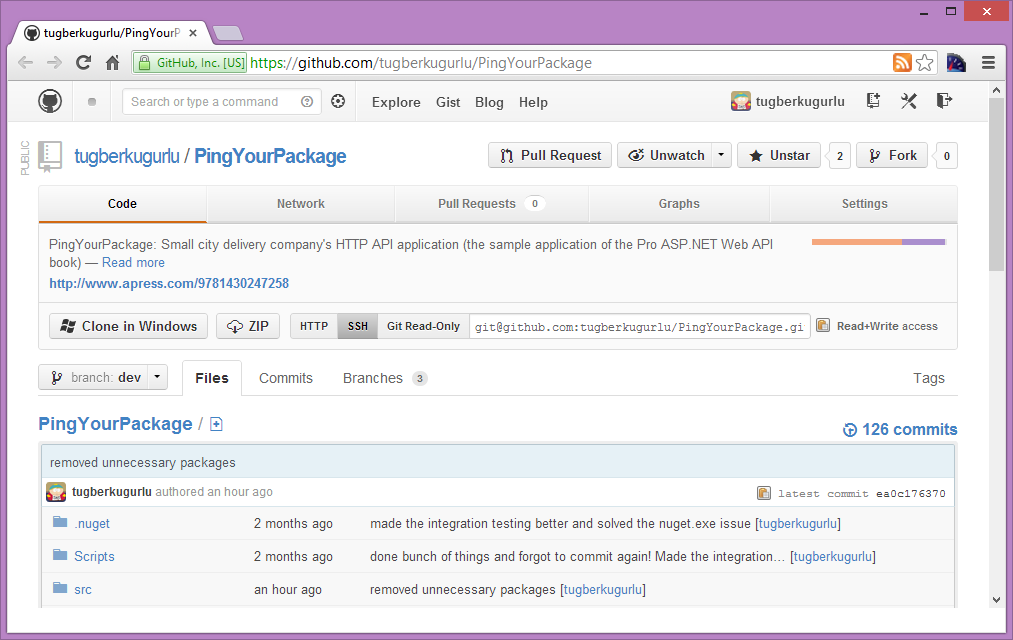 tugberkugurlu/PingYourP
GitHub, Inc. [US] https://github.com/tugberkugurlu/PingYourPackage
Search or type a command Explore Gist Blog Help tugberkugurlu
PUBLIC
tugberkugurlu / PingYourPackage Pull Request Unwatch Unstar 2 Fork 0
Code Network Pull Requests 0 Graphs Settings
PingYourPackage: Small city delivery company's HTTP API application (the sample application of the Pro ASP.NET Web API
book) — Read more
http://www.apress.com/9781430247258
Clone in Windows ZIP HTTP SSH Git Read-Only git@github.com:tugberkugurlu/PingYourPackage.gi Read+Write access
branch: dev Files Commits Branches 3 Tags
PingYourPackage / 126 commits
removed unnecessary packages
tugberkugurlu authored an hour ago latest commit ea0c176370
.nuget 2 months ago made the integration testing better and solved the nuget.exe issue [tugberkugurlu]
Scripts 2 months ago done bunch of things and forgot to commit again! Made the integration… [tugberkugurlu]
src an hour ago removed unnecessary packages [tugberkugurlu]